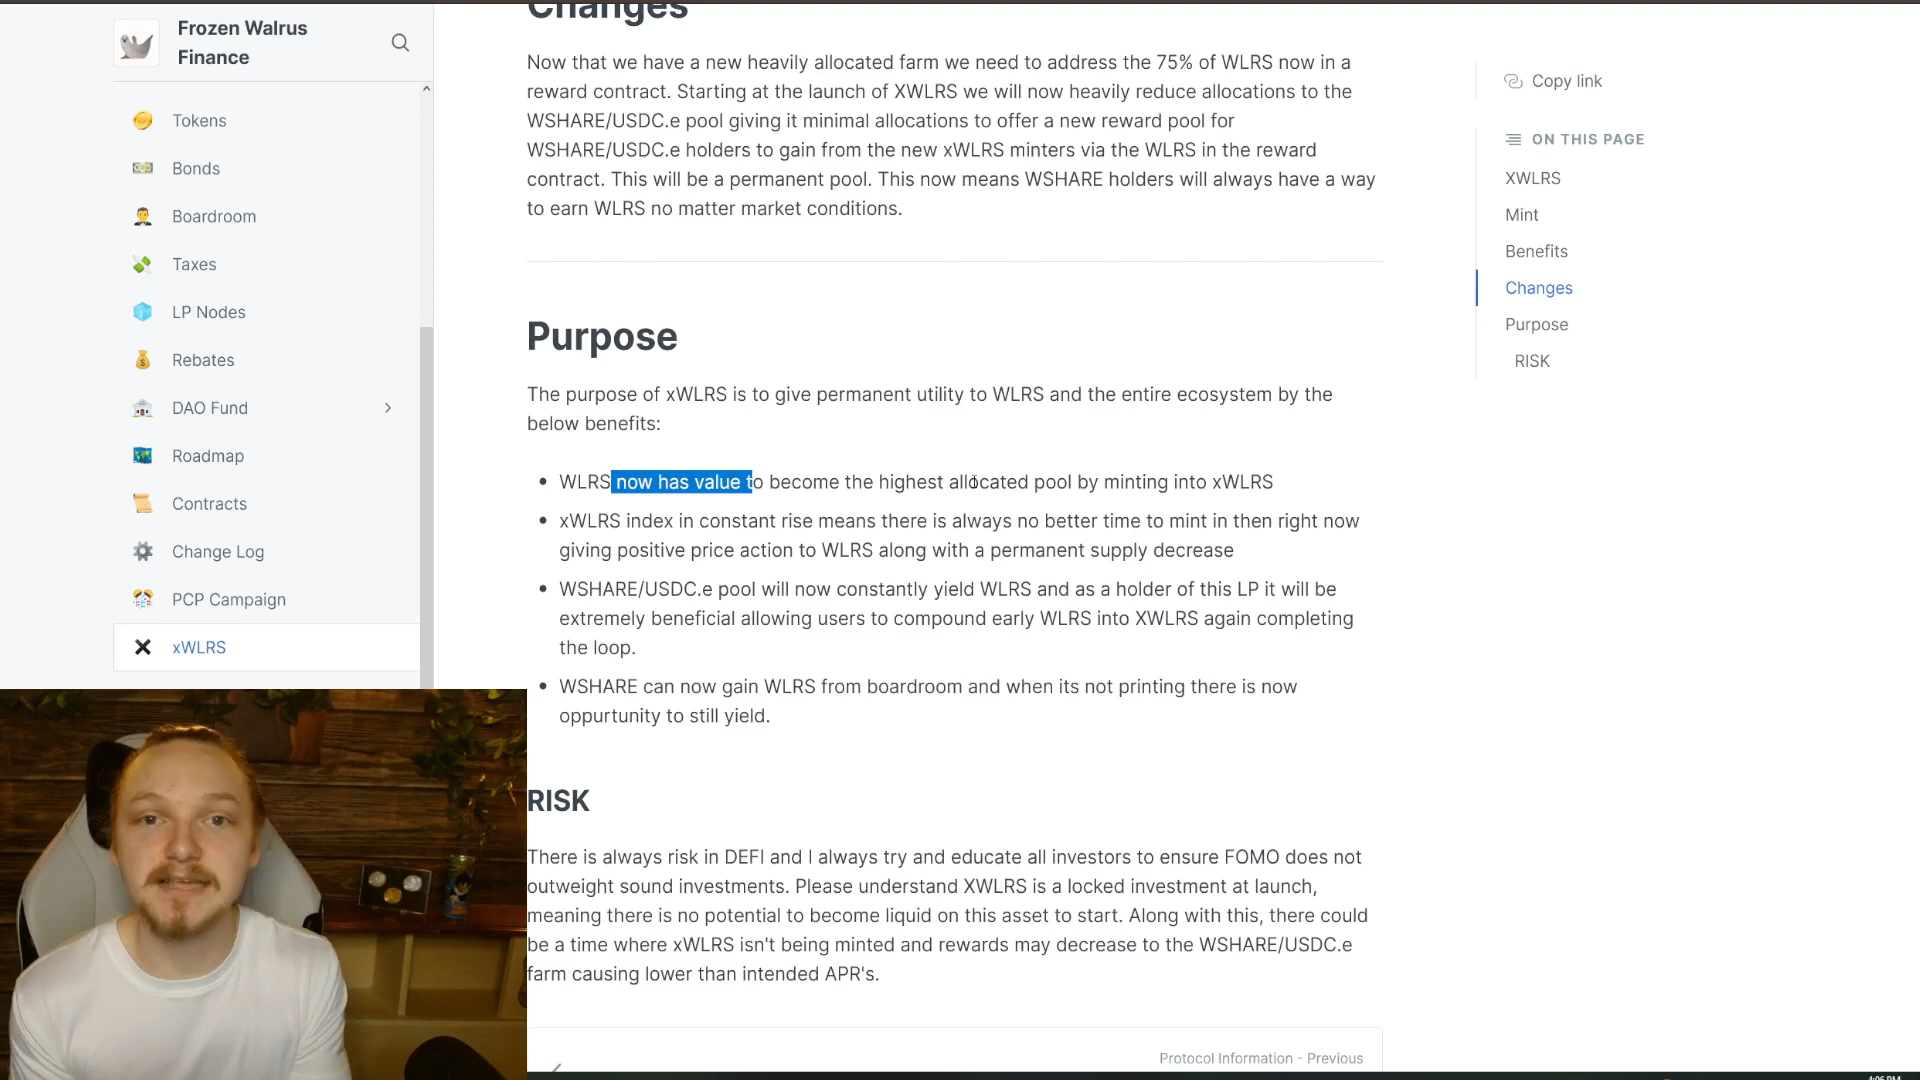 Frozen Walrus
Finance
Tokens
Bonds
Boardroom
Taxes
LP Nodes
Rebates
DAO Fund
Roadmap
Contracts
Change Log
PCP Campaign
xWLRS
Changes
Now that we have a new heavily allocated farm we need to address the 75% of WLRS now in a
reward contract. Starting at the launch of XWLRS we will now heavily reduce allocations to the
WSHARE/USDC.e pool giving it minimal allocations to offer a new reward pool for
WSHARE/USDC.e holders to gain from the new xWLRS minters via the WLRS in the reward
contract. This will be a permanent pool. This now means WSHARE holders will always have a way
to earn WLRS no matter market conditions.
Purpose
The purpose of xWLRS is to give permanent utility to WLRS and the entire ecosystem by the
below benefits:
• WLRS now has value to become the highest allocated pool by minting into xWLRS
• xWLRS index in constant rise means there is always no better time to mint in then right now
giving positive price action to WLRS along with a permanent supply decrease
• WSHARE/USDC.e pool will now constantly yield WLRS and as a holder of this LP it will be
extremely beneficial allowing users to compound early WLRS into XWLRS again completing
the loop.
• WSHARE can now gain WLRS from boardroom and when its not printing there is now
oppurtunity to still yield.
RISK
There is always risk in DEFI and I always try and educate all investors to ensure FOMO does not
outweight sound investments. Please understand XWLRS is a locked investment at launch,
meaning there is no potential to become liquid on this asset to start. Along with this, there could
be a time where xWLRS isn't being minted and rewards may decrease to the WSHARE/USDC.e
farm causing lower than intended APR's.
Protocol Information - Previous
Copy link
ON THIS PAGE
XWLRS
Mint
Benefits
Changes
Purpose
RISK